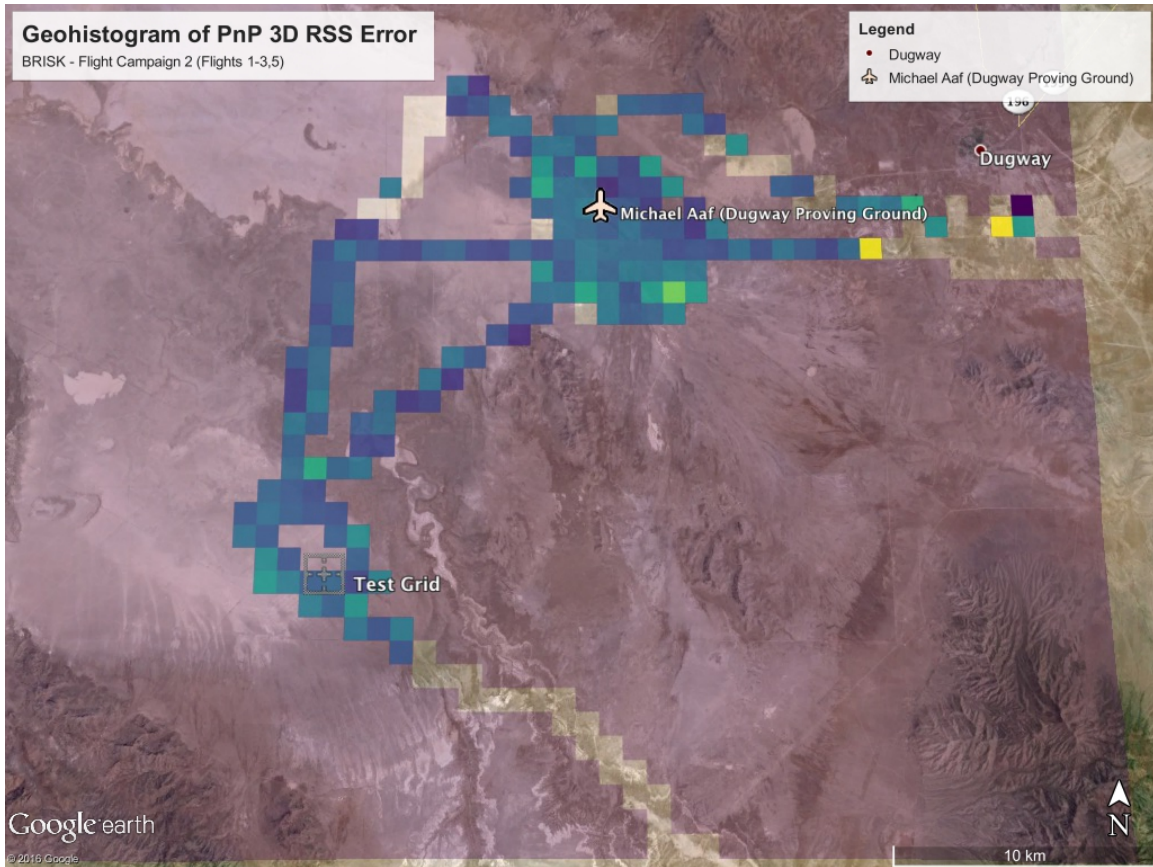 Geohistogram of PnP 3D RSS Error
BRISK - Flight Campaign 2 (Flights 1-3,5)
Legend
Dugway
Michael Aaf (Dugway Proving Ground)
196
Dugway
Michael Aaf (Dugway Proving Ground)
Test Grid
Google earth
N
© 2016 Google
10 km